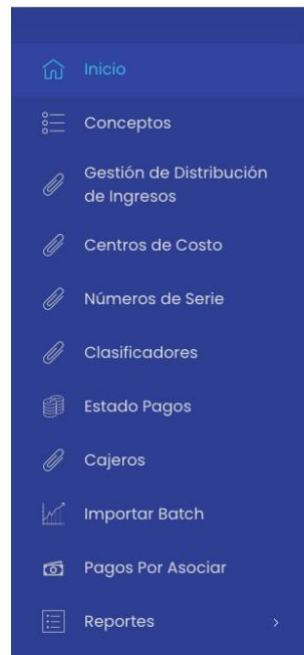 Inicio
Conceptos
Gestión de Distribución
de Ingresos
Centros de Costo
Números de Serie
Clasificadores
Estado Pagos
Cajeros
Importar Batch
Pagos Por Asociar
Reportes